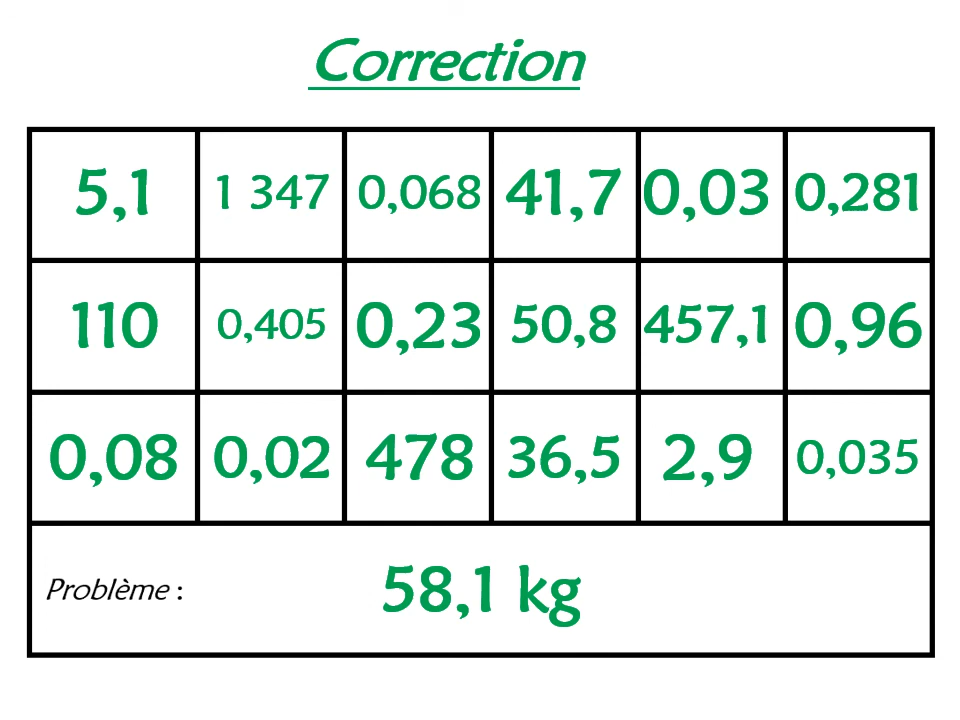 Correction
5,1 1 347 0,068 41,7 0,03 0,281
110 0,405 0,23 50,8 457,1 0,96
0,08 0,02 478 36,5 2,9 0,035
Problème : 58,1 kg